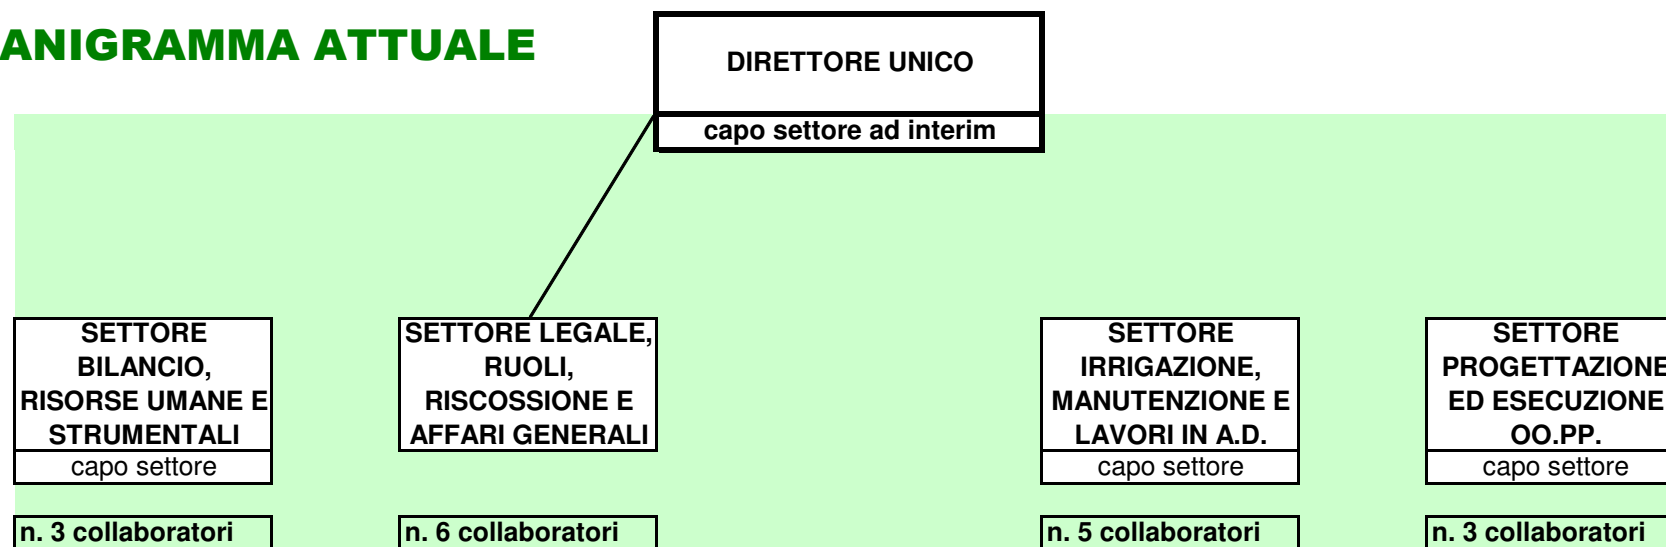 ANIGRAMMA ATTUALE
DIRETTORE UNICO
capo settore ad interim
SETTORE
BILANCIO,
RISORSE UMANE E
STRUMENTALI
capo settore
SETTORE LEGALE,
RUOLI,
RISCOSSIONE E
AFFARI GENERALI
SETTORE
IRRIGAZIONE,
MANUTENZIONE E
LAVORI IN A.D.
capo settore
SETTORE
PROGETTAZIONE
ED ESECUZIONE
OO.PP.
capo settore
n. 3 collaboratori
n. 6 collaboratori
n. 5 collaboratori
n. 3 collaboratori